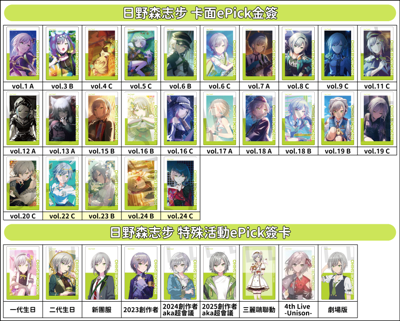 日野森志步 卡面ePick金簽
vol.1 A vol.3 B vol.4 C vol.5 C vol.6 B vol.6 C vol.7 A vol.8 C vol.9 C vol.11 C
vol.12 A vol.13 A vol.15 B vol.16 B vol.16 C vol.17 A vol.18 A vol.18 B vol.19 B vol.19 C
vol.20 C vol.22 C vol.23 B vol.24 B vol.24 C
日野森志步 特殊活動ePick簽卡
一代生日 二代生日 新團服 2023創作者 2024創作者 2025創作者 三麗鷗聯動 4th Live 劇場版
aka超會議 aka超會議 -Unison-